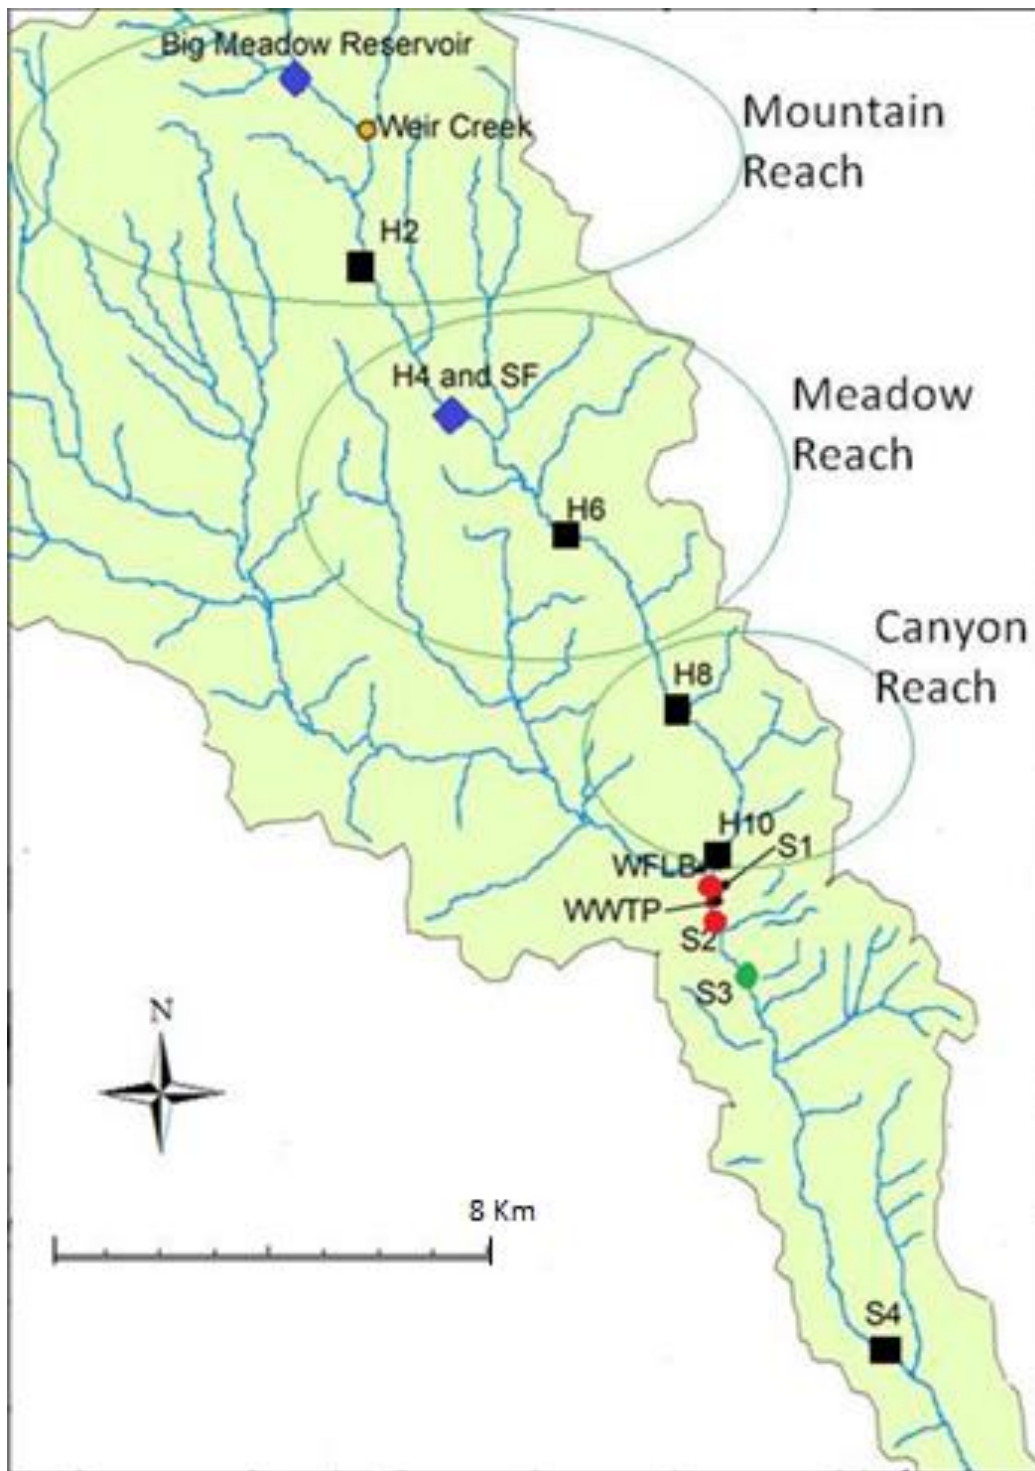 Big Meadow Reservoir
Mountain
Reach
Weir Creek
H2
H4 and SF
Meadow
Reach
H6
Canyon
Reach
H8
H10
S1
WFLB
WWTP
S2
S3
N
8 Km
S4